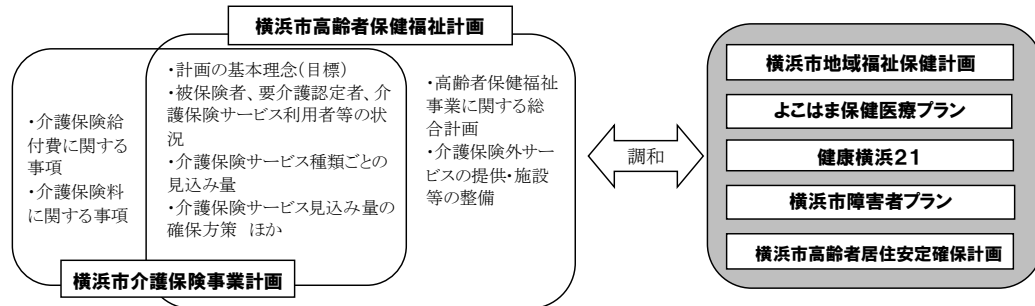 横浜市高齢者保健福祉計画
・介護保険給
付費に関する
事項
・介護保険料
に関する事項
・計画の基本理念(目標)
・被保険者、要介護認定者、介
護保険サービス利用者等の状
況
・介護保険サービス種類ごとの
見込み量
・介護保険サービス見込み量の
確保方策 ほか
・高齢者保健福祉
事業に関する総
合計画
・介護保険外サー
ビスの提供・施設
等の整備
横浜市介護保険事業計画
調和
横浜市地域福祉保健計画
よこはま保健医療プラン
健康横浜21
横浜市障害者プラン
横浜市高齢者居住安定確保計画